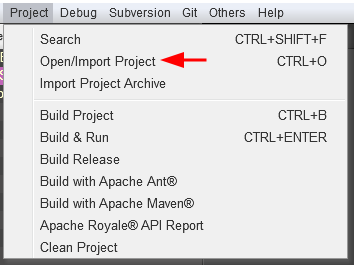 Project Debug Subversion Git Others Help
Search CTRL+SHIFT+F
Open/Import Project CTRL+O
Import Project Archive
Build Project CTRL+B
Build & Run CTRL+ENTER
Build Release
Build with Apache Ant®
Build with Apache Maven®
Apache Royale® API Report
Clean Project